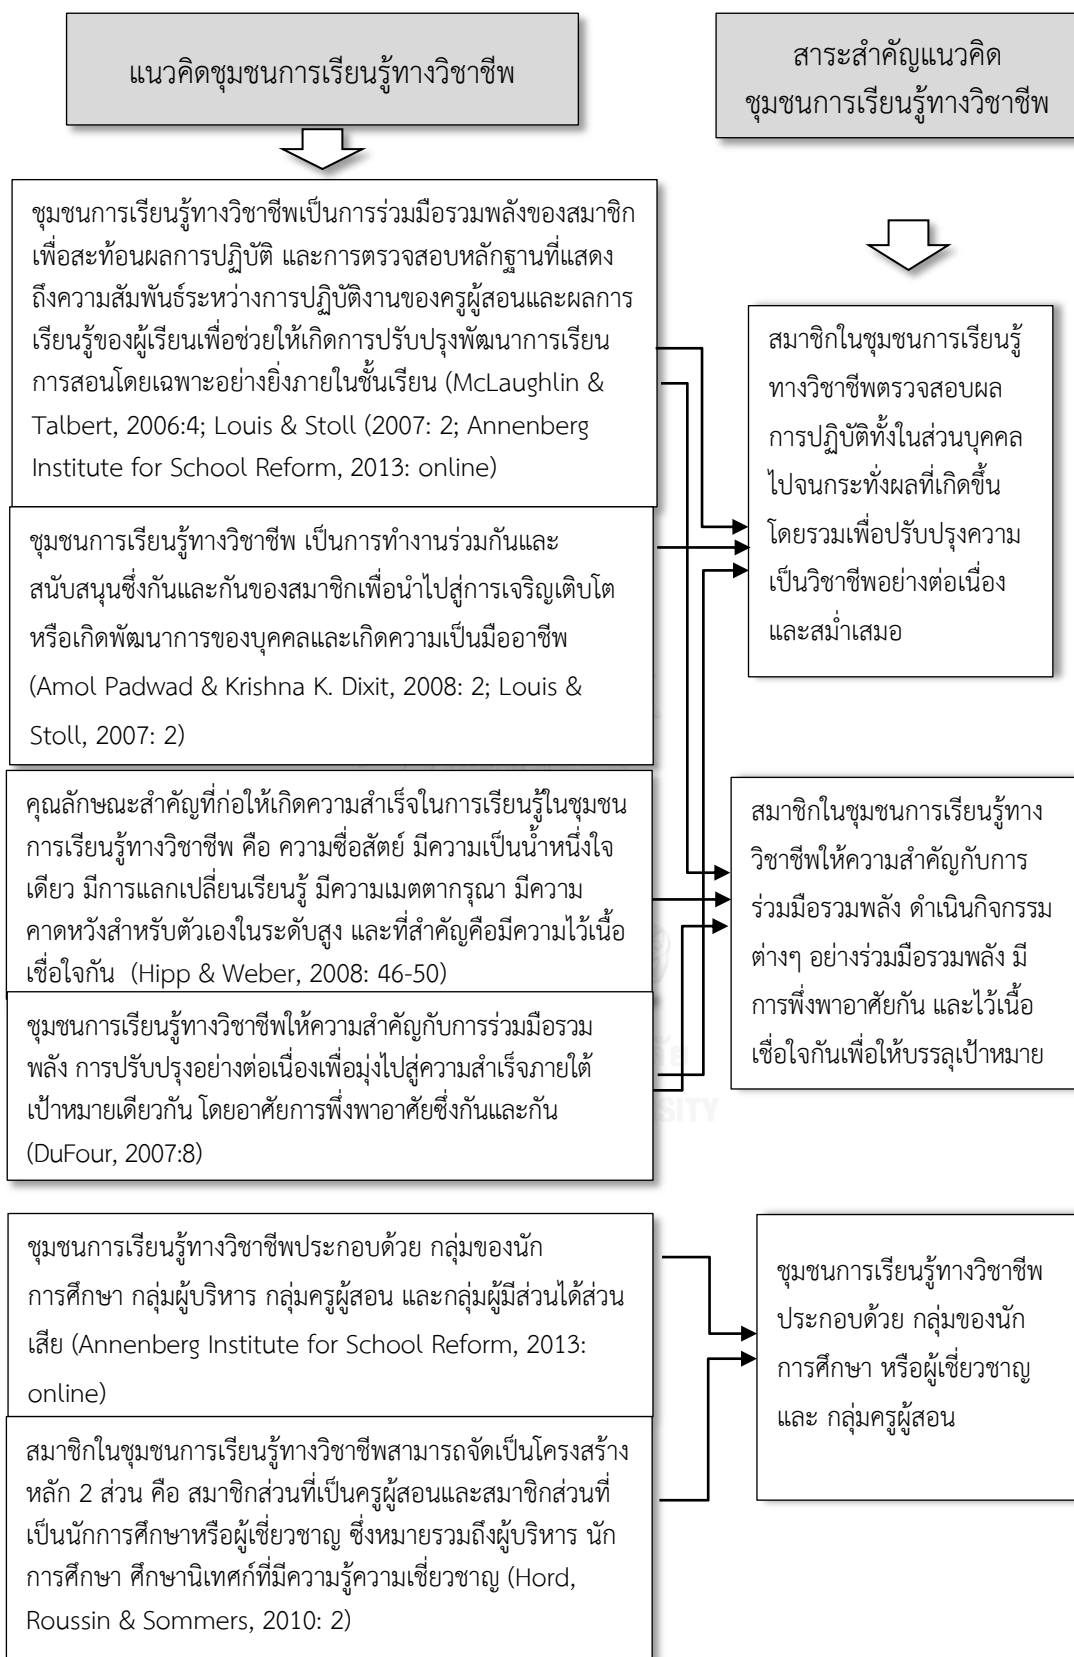 แนวคิดชุมชนการเรียนรู้ทางวิชาชีพ
สาระสำคัญแนวคิด
ชุมชนการเรียนรู้ทางวิชาชีพ
ชุมชนการเรียนรู้ทางวิชาชีพเป็นการร่วมมือรวมพลังของสมาชิก
เพื่อสะท้อนผลการปฏิบัติ และการตรวจสอบหลักฐานที่แสดง
ถึงความสัมพันธ์ระหว่างการปฏิบัติงานของครูผู้สอนและผลการ
เรียนรู้ของผู้เรียนเพื่อช่วยให้เกิดการปรับปรุงพัฒนาการเรียน
การสอนโดยเฉพาะอย่างยิ่งภายในชั้นเรียน (McLaughlin &
Talbert, 2006:4; Louis & Stoll (2007: 2; Annenberg
Institute for School Reform, 2013: online)
ชุมชนการเรียนรู้ทางวิชาชีพ เป็นการทำงานร่วมกันและ
สนับสนุนซึ่งกันและกันของสมาชิกเพื่อนำไปสู่การเจริญเติบโต
หรือเกิดพัฒนาการของบุคคลและเกิดความเป็นมืออาชีพ
(Amol Padwad & Krishna K. Dixit, 2008: 2; Louis &
Stoll, 2007: 2)
คุณลักษณะสำคัญที่ก่อให้เกิดความสำเร็จในการเรียนรู้ในชุมชน
การเรียนรู้ทางวิชาชีพ คือ ความซื่อสัตย์ มีความเป็นน้ำหนึ่งใจ
เดียว มีการแลกเปลี่ยนเรียนรู้ มีความเมตตากรุณา มีความ
คาดหวังสำหรับตัวเองในระดับสูง และที่สำคัญคือมีความไว้เนื้อ
เชื่อใจกัน (Hipp & Weber, 2008: 46-50)
ชุมชนการเรียนรู้ทางวิชาชีพให้ความสำคัญกับการร่วมมือรวม
พลัง การปรับปรุงอย่างต่อเนื่องเพื่อมุ่งไปสู่ความสำเร็จภายใต้
เป้าหมายเดียวกัน โดยอาศัยการพึ่งพาอาศัยซึ่งกันและกัน
(DuFour, 2007:8)
ชุมชนการเรียนรู้ทางวิชาชีพประกอบด้วย กลุ่มของนัก
การศึกษา กลุ่มผู้บริหาร กลุ่มครูผู้สอน และกลุ่มผู้มีส่วนได้ส่วน
เสีย (Annenberg Institute for School Reform, 2013:
online)
สมาชิกในชุมชนการเรียนรู้ทางวิชาชีพสามารถจัดเป็นโครงสร้าง
หลัก 2 ส่วน คือ สมาชิกส่วนที่เป็นครูผู้สอนและสมาชิกส่วนที่
เป็นนักการศึกษาหรือผู้เชี่ยวชาญ ซึ่งหมายรวมถึงผู้บริหาร นัก
การศึกษา ศึกษานิเทศก์ที่มีความรู้ความเชี่ยวชาญ (Hord,
Roussin & Sommers, 2010: 2)
สมาชิกในชุมชนการเรียนรู้
ทางวิชาชีพตรวจสอบผล
การปฏิบัติทั้งในส่วนบุคคล
ไปจนกระทั่งผลที่เกิดขึ้น
โดยรวมเพื่อปรับปรุงความ
เป็นวิชาชีพอย่างต่อเนื่อง
และสม่ำเสมอ
สมาชิกในชุมชนการเรียนรู้ทาง
วิชาชีพให้ความสำคัญกับการ
ร่วมมือรวมพลัง ดำเนินกิจกรรม
ต่างๆ อย่างร่วมมือรวมพลัง มี
การพึ่งพาอาศัยกัน และไว้เนื้อ
เชื่อใจกันเพื่อให้บรรลุเป้าหมาย
ชุมชนการเรียนรู้ทางวิชาชีพ
ประกอบด้วย กลุ่มของนัก
การศึกษา หรือผู้เชี่ยวชาญ
และ กลุ่มครูผู้สอน